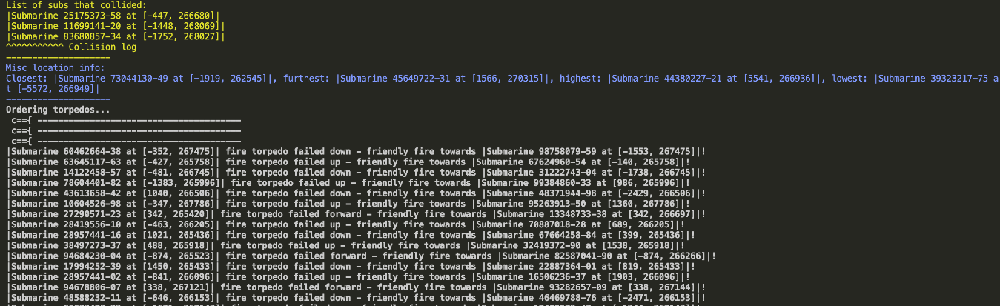 List of subs that collided:
|Submarine 25175373-58 at [-447, 266680]|
|Submarine 11699141-20 at [-1448, 268069]|
|Submarine 83680857-34 at [-1752, 268027]|
^^^^^^^^^^^ Collision log
--------------------
Misc location info:
Closest: |Submarine 73044130-49 at [-1919, 262545]|, furthest: |Submarine 45649722-31 at [1566, 270315]|, highest: |Submarine 44380227-21 at [5541, 266936]|, lowest: |Submarine 39323217-75 a
t [-5572, 266949]|
--------------------
Ordering torpedos...
 c=={ ---------------------------------------
 c=={ ---------------------------------------
 c=={ ---------------------------------------
|Submarine 60462664-38 at [-352, 267475]| fire torpedo failed down - friendly fire towards |Submarine 98758079-59 at [-1553, 267475]|!
|Submarine 63645117-63 at [-427, 265758]| fire torpedo failed up - friendly fire towards |Submarine 67624960-54 at [-140, 265758]|!
|Submarine 14122458-57 at [-481, 266745]| fire torpedo failed down - friendly fire towards |Submarine 31222743-04 at [-1738, 266745]|!
|Submarine 78604401-82 at [-1383, 265996]| fire torpedo failed up - friendly fire towards |Submarine 99384860-33 at [986, 265996]|!
|Submarine 43613658-42 at [1040, 266506]| fire torpedo failed down - friendly fire towards |Submarine 48371944-98 at [-2429, 266506]|!
|Submarine 10604526-98 at [-347, 267786]| fire torpedo failed up - friendly fire towards |Submarine 95263913-50 at [1360, 267786]|!
|Submarine 27290571-23 at [342, 265420]| fire torpedo failed forward - friendly fire towards |Submarine 13348733-38 at [342, 266697]|!
|Submarine 28419556-10 at [-463, 266205]| fire torpedo failed up - friendly fire towards |Submarine 70887018-28 at [689, 266205]|!
|Submarine 28957441-16 at [1021, 265436]| fire torpedo failed down - friendly fire towards |Submarine 67664258-84 at [399, 265436]|!
|Submarine 38497273-37 at [488, 265918]| fire torpedo failed up - friendly fire towards |Submarine 32419372-90 at [1538, 265918]|!
|Submarine 94684230-04 at [-874, 265523]| fire torpedo failed forward - friendly fire towards |Submarine 82587041-90 at [-874, 266266]|!
|Submarine 17994252-39 at [1450, 265433]| fire torpedo failed down - friendly fire towards |Submarine 22887364-01 at [819, 265433]|!
|Submarine 28957441-02 at [-841, 266096]| fire torpedo failed up - friendly fire towards |Submarine 16506236-37 at [1903, 266096]|!
|Submarine 94678806-07 at [338, 267121]| fire torpedo failed forward - friendly fire towards |Submarine 93282657-09 at [338, 267144]|!
|Submarine 48588232-11 at [-646, 266153]| fire torpedo failed down - friendly fire towards |Submarine 46469788-76 at [-2471, 266153]|!